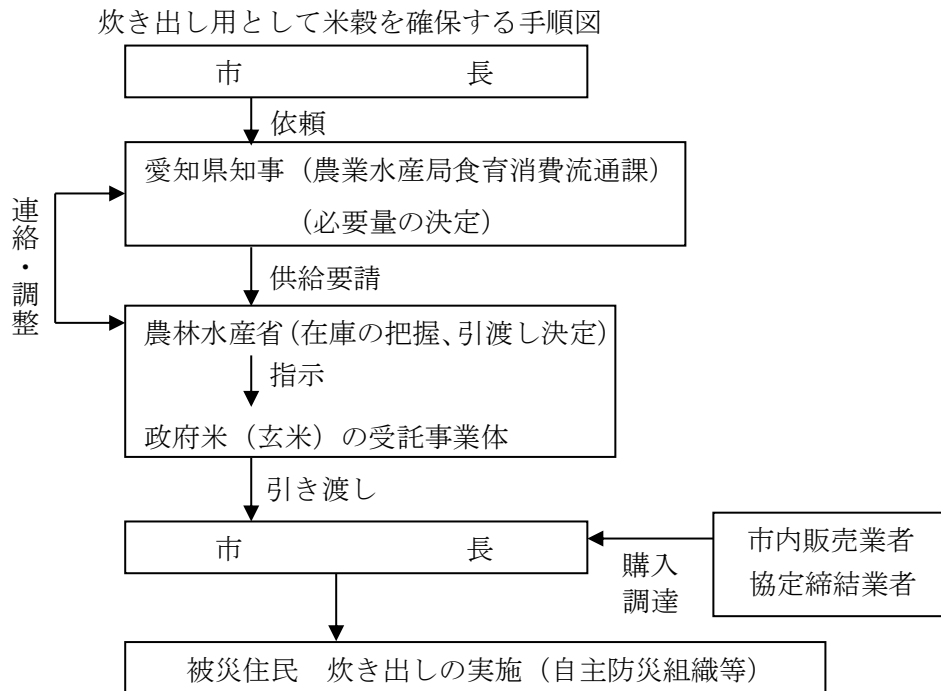 炊き出し用として米穀を確保する手順図
市　　　長
依頼
愛知県知事（農業水産局食育消費流通課）
（必要量の決定）
連絡・調整
供給要請
農林水産省（在庫の把握、引渡し決定）
指示
政府米（玄米）の受託事業体
引き渡し
市　　　長
購入
調達
市内販売業者
協定締結業者
被災住民　炊き出しの実施（自主防災組織等）